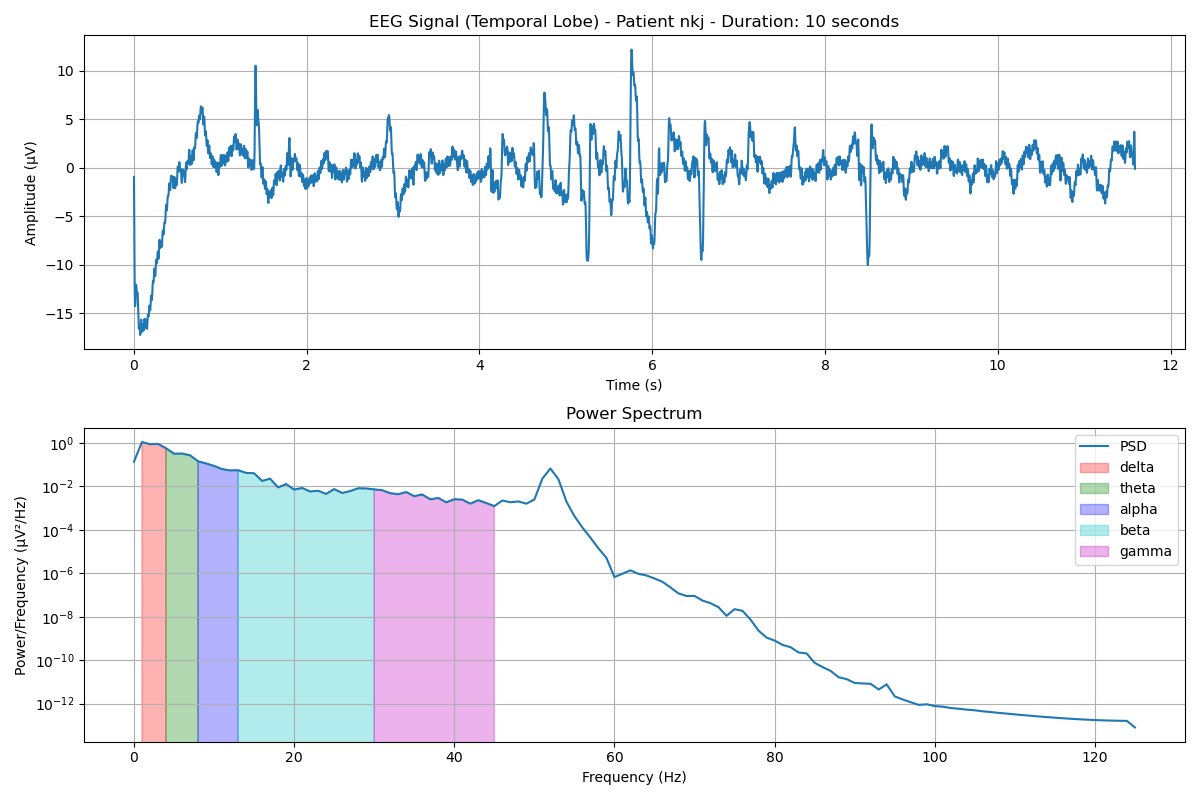 EEG Signal (Temporal Lobe) - Patient nkj - Duration: 10 seconds
Amplitude (µV)
10
5
0
−5
−10
−15
0 2 4 6 8 10 12
Time (s)
Power Spectrum
Power/Frequency (µV²/Hz)
10⁰
10⁻²
10⁻⁴
10⁻⁶
10⁻⁸
10⁻¹⁰
10⁻¹²
PSD
delta
theta
alpha
beta
gamma
0 20 40 60 80 100 120
Frequency (Hz)